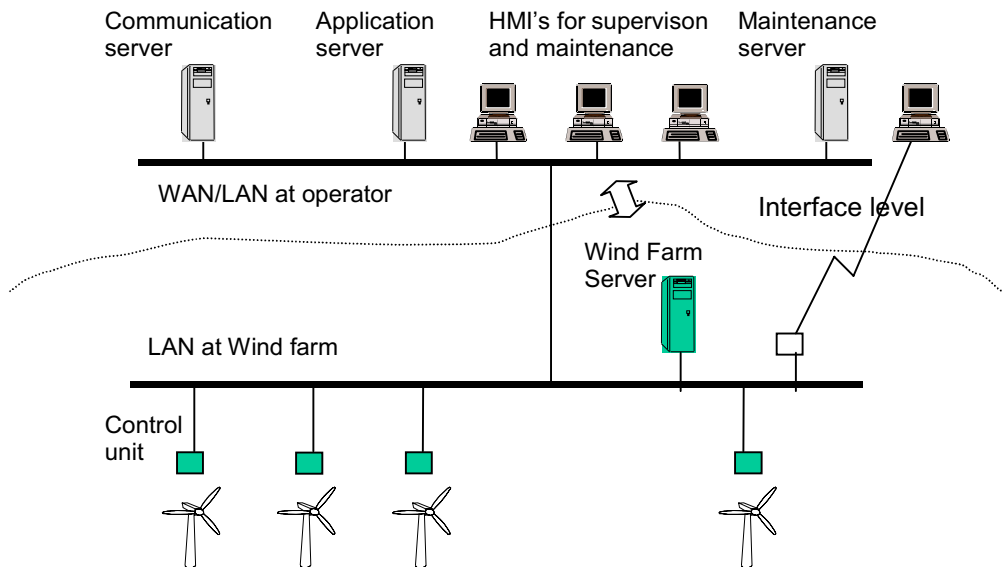 Communication
server
Application
server
HMI's for supervison
and maintenance
Maintenance
server
WAN/LAN at operator
Interface level
Wind Farm
Server
LAN at Wind farm
Control
unit